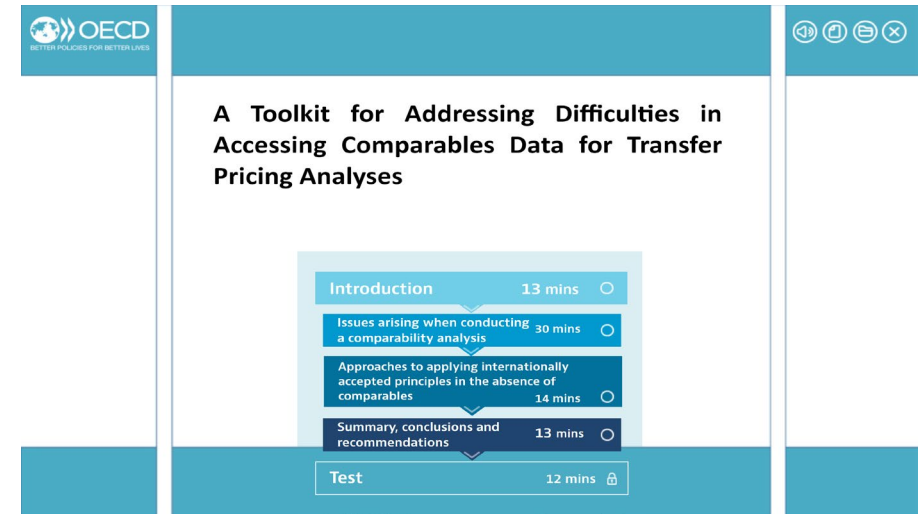 OECD
BETTER POLICIES FOR BETTER LIVES
A Toolkit for Addressing Difficulties in
Accessing Comparables Data for Transfer
Pricing Analyses
Introduction 13 mins
Issues arising when conducting
a comparability analysis 30 mins
Approaches to applying internationally
accepted principles in the absence of
comparables 14 mins
Summary, conclusions and
recommendations 13 mins
Test 12 mins